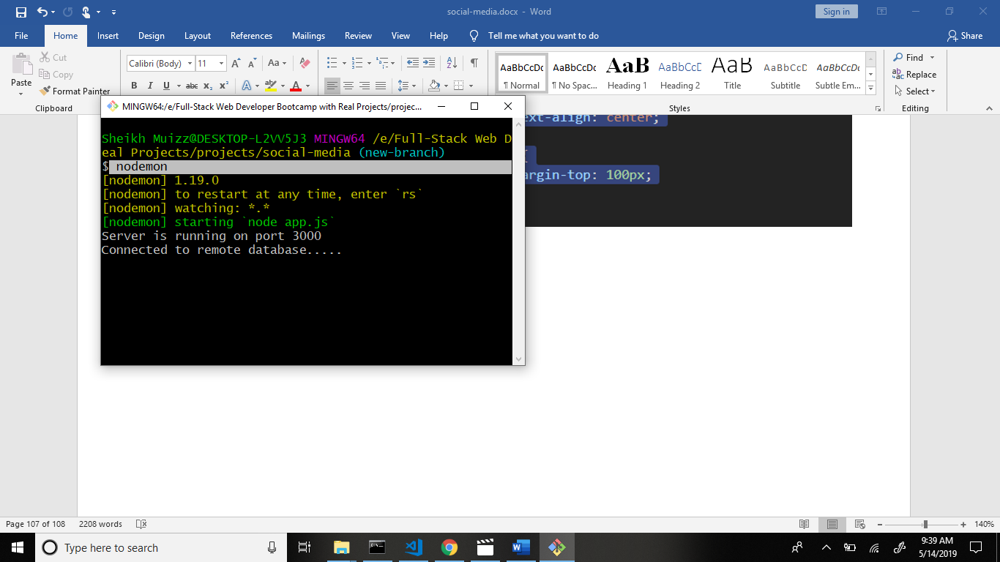 social-media.docx - Word
Sign in
File Home Insert Design Layout References Mailings Review View Help Tell me what you want to do Share
Paste
Cut
Copy
Format Painter
Clipboard
Calibri (Body) 11
AaBbCcDc AaBbCcDc AaBbC AaBbCcD AaB AaBbCcD AaBbCcDc
¶ Normal ¶ No Spac... Heading 1 Heading 2 Title Subtitle Subtle Em...
Styles
Find
Replace
Select
Editing
MINGW64:/e/Full-Stack Web Developer Bootcamp with Real Projects/projec...
Sheikh Muizz@DESKTOP-L2VV5J3 MINGW64 /e/Full-Stack Web D
eal Projects/projects/social-media (new-branch)
$ nodemon
[nodemon] 1.19.0
[nodemon] to restart at any time, enter `rs`
[nodemon] watching: *.*
[nodemon] starting `node app.js`
Server is running on port 3000
Connected to remote database.....
ext-align: center;
{
argin-top: 100px;
Page 107 of 108 2208 words
140%
Type here to search
9:39 AM
5/14/2019